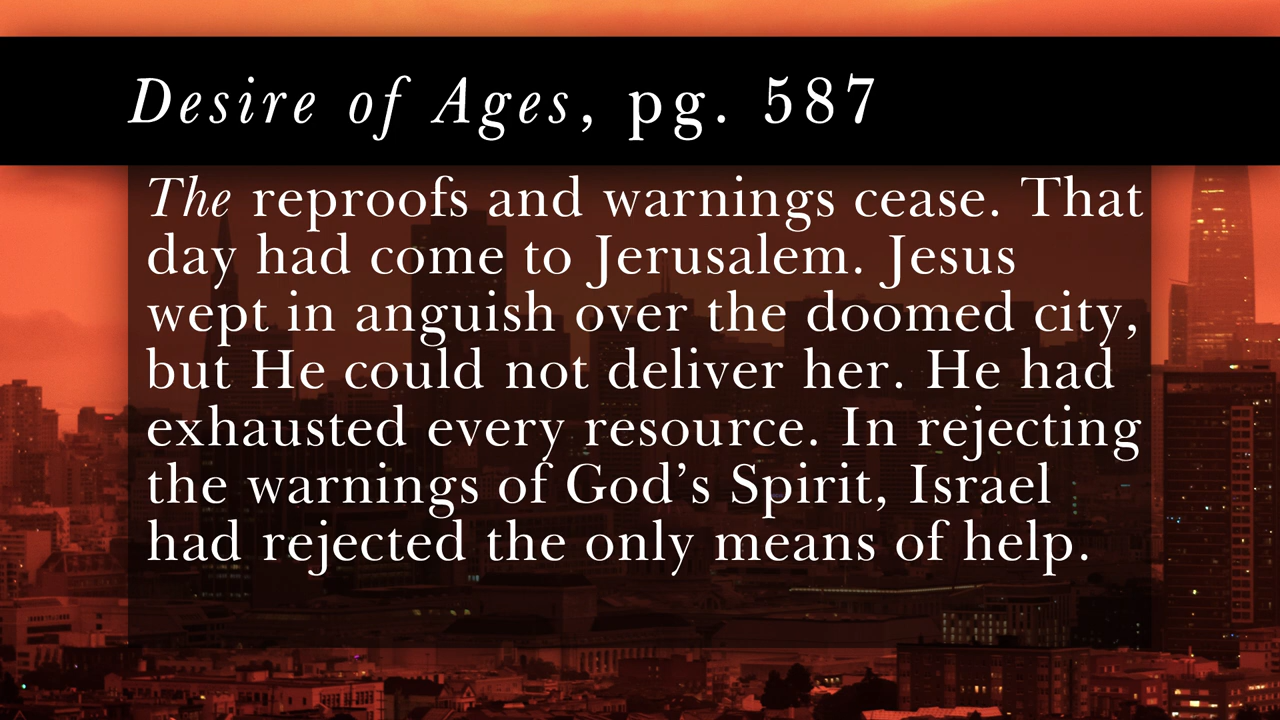 Desire of Ages, pg. 587
The reproofs and warnings cease. That
day had come to Jerusalem. Jesus
wept in anguish over the doomed city,
but He could not deliver her. He had
exhausted every resource. In rejecting
the warnings of God’s Spirit, Israel
had rejected the only means of help.